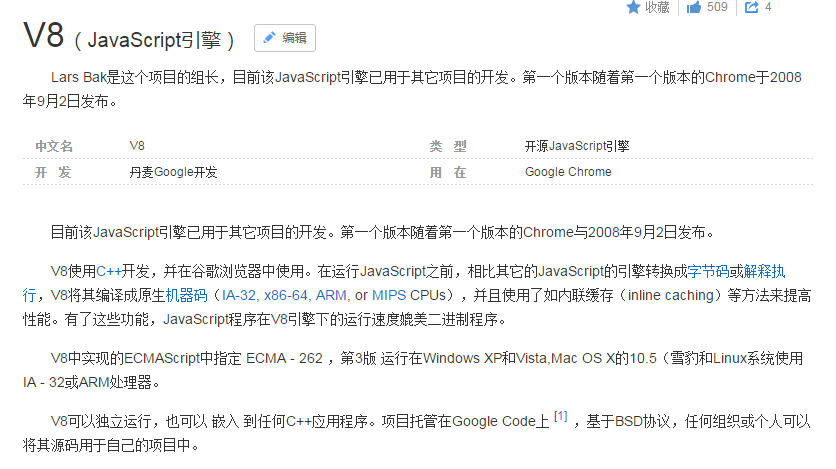 收藏 509 4
V8（JavaScript引擎） 编辑
Lars Bak是这个项目的组长，目前该JavaScript引擎已用于其它项目的开发。第一个版本随着第一个版本的Chrome于2008
年9月2日发布。
中文名 V8 类 型 开源JavaScript引擎
开 发 丹麦Google开发 用 在 Google Chrome
目前该JavaScript引擎已用于其它项目的开发。第一个版本随着第一个版本的Chrome与2008年9月2日发布。
V8使用C++开发，并在谷歌浏览器中使用。在运行JavaScript之前，相比其它的JavaScript的引擎转换成字节码或解释执
行，V8将其编译成原生机器码（IA-32, x86-64, ARM, or MIPS CPUs），并且使用了如内联缓存（inline caching）等方法来提高
性能。有了这些功能，JavaScript程序在V8引擎下的运行速度媲美二进制程序。
V8中实现的ECMAScript中指定 ECMA - 262 ，第3版 运行在Windows XP和Vista,Mac OS X的10.5（雪豹和Linux系统使用
IA - 32或ARM处理器。
V8可以独立运行，也可以 嵌入 到任何C++应用程序。项目托管在Google Code上 [1] ，基于BSD协议，任何组织或个人可以
将其源码用于自己的项目中。